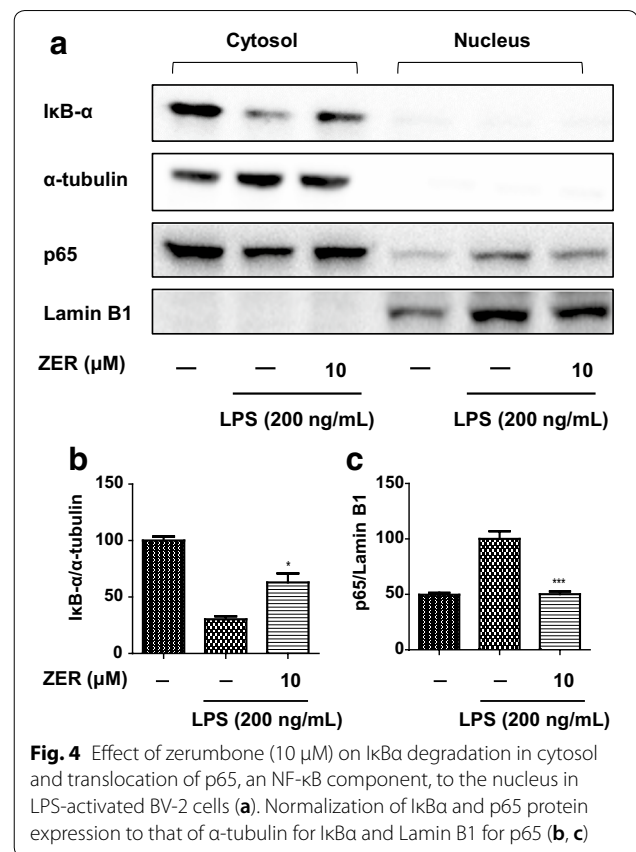 a
Cytosol Nucleus
IκB-α
α-tubulin
p65
Lamin B1
ZER (µM) — — 10 — — 10
LPS (200 ng/mL) LPS (200 ng/mL)
b
IκB-α/α-tubulin
150
100
50
0
ZER (µM) — — 10
LPS (200 ng/mL)
c
p65/Lamin B1
150
100
50
0
*
***
— — 10
LPS (200 ng/mL)
Fig. 4 Effect of zerumbone (10 µM) on IκBα degradation in cytosol
and translocation of p65, an NF-κB component, to the nucleus in
LPS-activated BV-2 cells (a). Normalization of IκBα and p65 protein
expression to that of α-tubulin for IκBα and Lamin B1 for p65 (b, c)